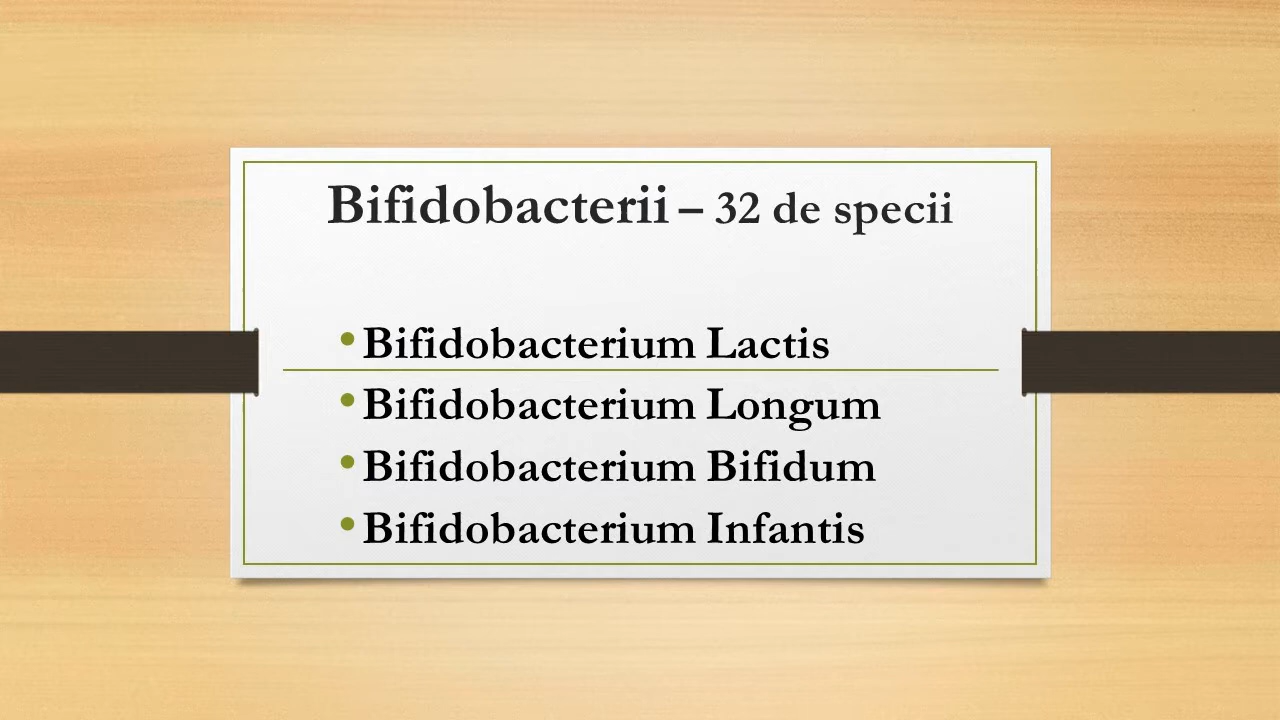 Bifidobacterii – 32 de specii
• Bifidobacterium Lactis
• Bifidobacterium Longum
• Bifidobacterium Bifidum
• Bifidobacterium Infantis